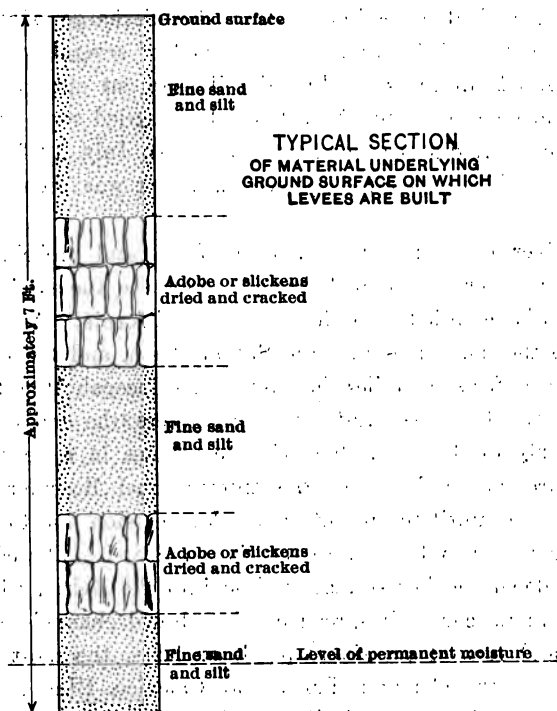 Ground surface
Fine sand
and silt
TYPICAL SECTION
OF MATERIAL UNDERLYING
GROUND SURFACE ON WHICH
LEVEES ARE BUILT
Adobe or slickens
dried and cracked
Approximately 7 Ft.
Fine sand
and silt
Adobe or slickens
dried and cracked
Fine sand
and silt
Level of permanent moisture